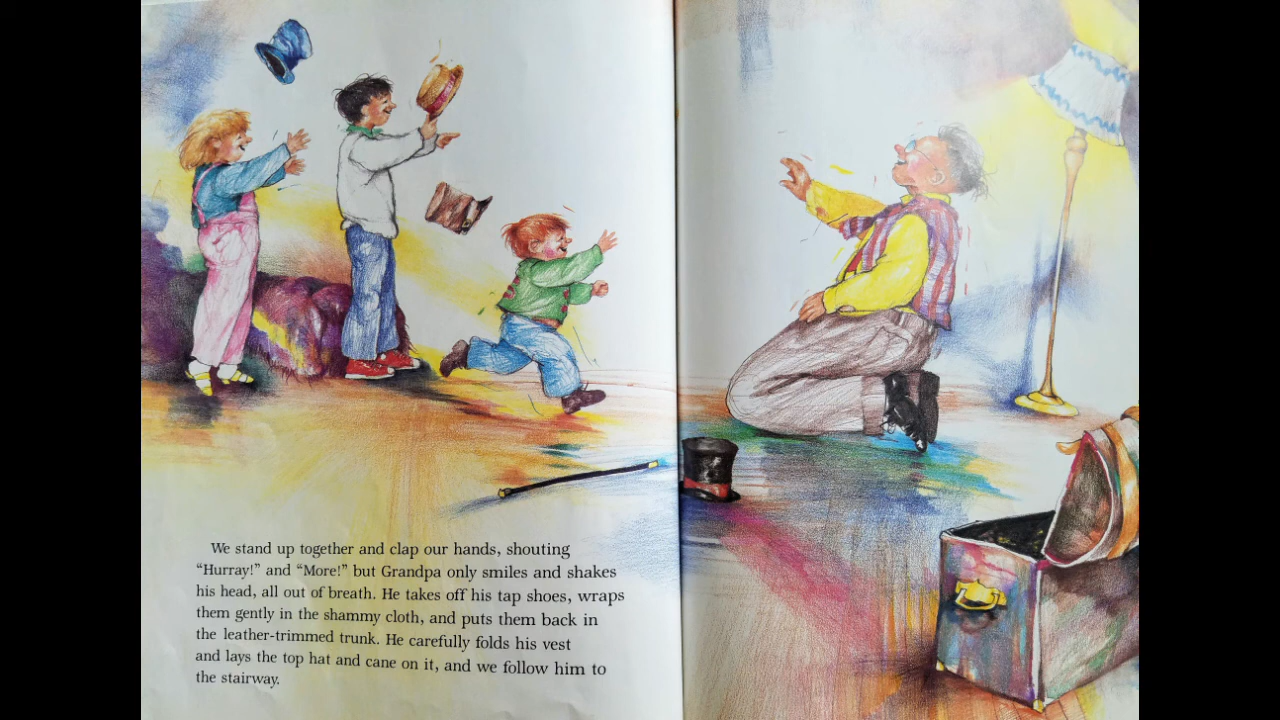 We stand up together and clap our hands, shouting
“Hurray!” and “More!” but Grandpa only smiles and shakes
his head, all out of breath. He takes off his tap shoes, wraps
them gently in the shammy cloth, and puts them back in
the leather-trimmed trunk. He carefully folds his vest
and lays the top hat and cane on it, and we follow him to
the stairway.